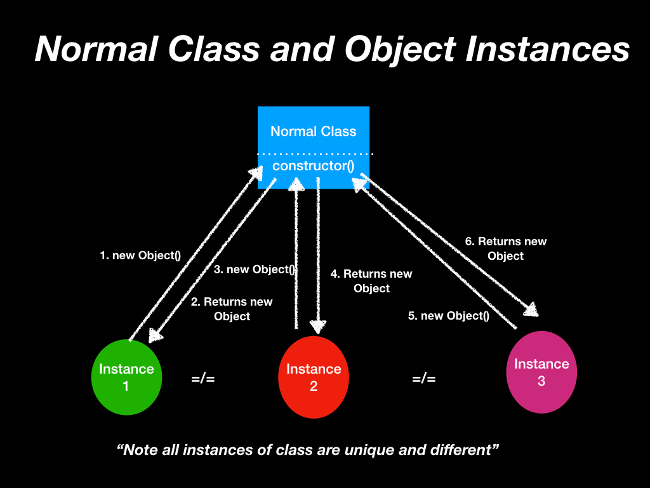 Normal Class and Object Instances
Normal Class
constructor()
1. new Object()
2. Returns new
Object
3. new Object()
4. Returns new
Object
5. new Object()
6. Returns new
Object
Instance
1
=/=
Instance
2
=/=
Instance
3
“Note all instances of class are unique and different”